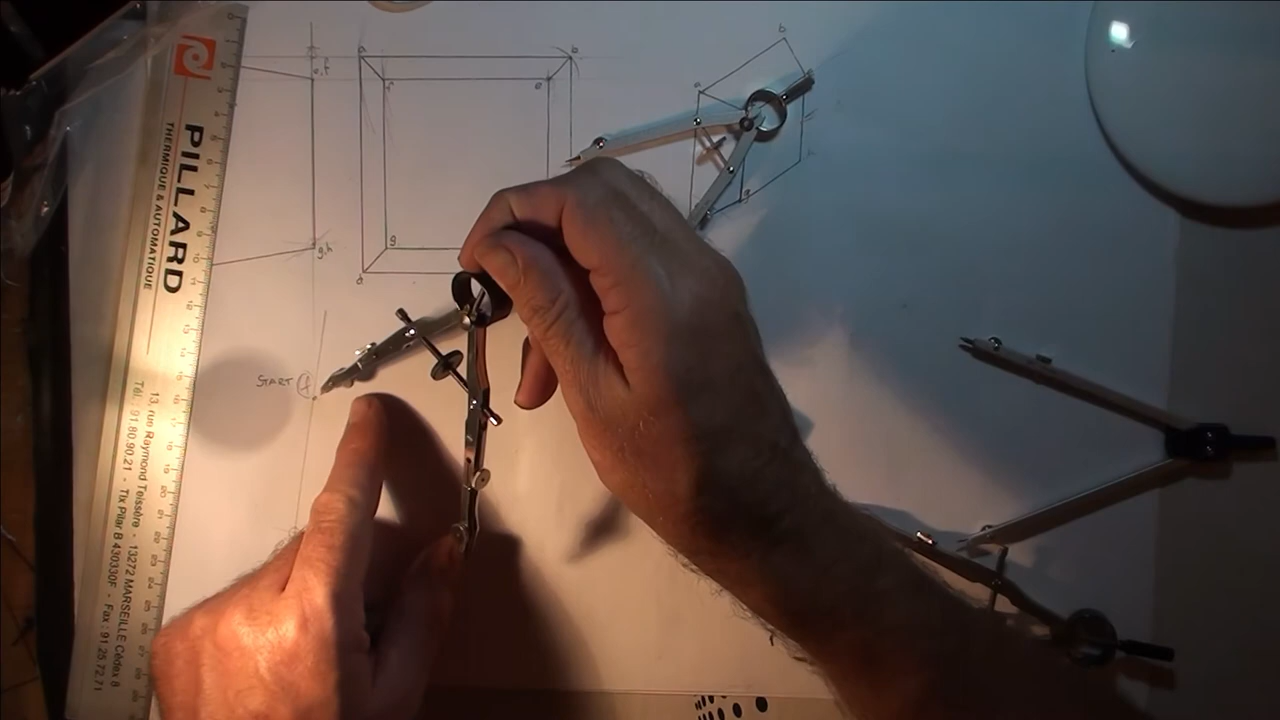 PILLARD
THERMIQUE & AUTOMATIQUE
13, rue Raymond Teissère - 13272 MARSEILLE Cédex 8
Tél. : 91.80.90.21 - Tlx Pilar B 430330F - Fax : 91.25.72.71
START A
e,f
g,h
b
e
g
d
b